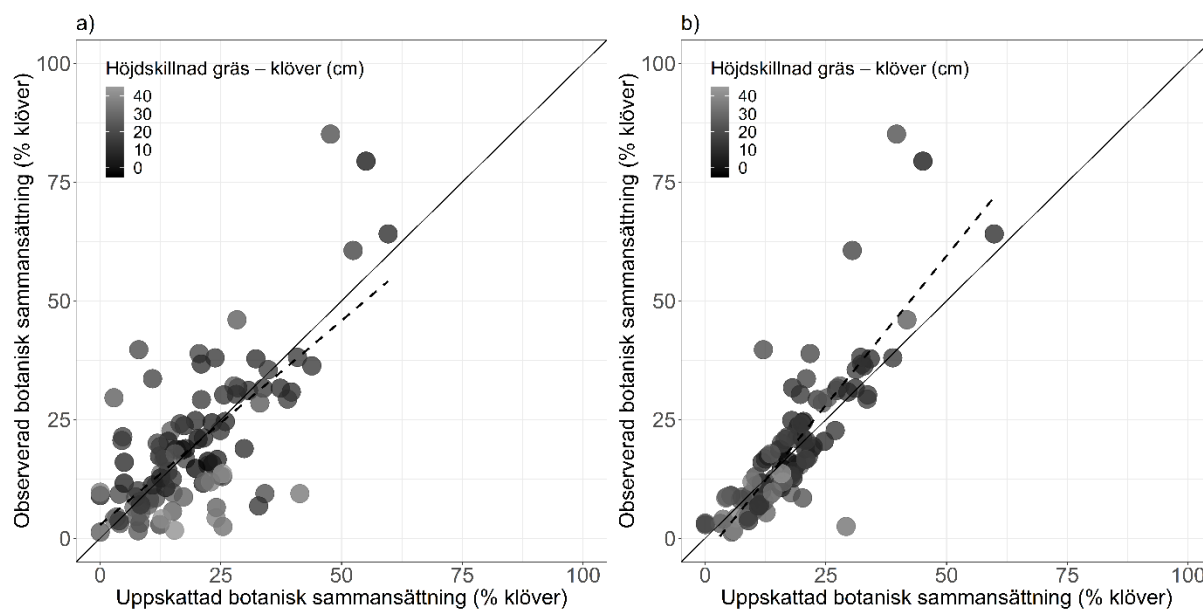 a)
Höjdskillnad gräs – klöver (cm)
40
30
20
10
0
Observerad botanisk sammansättning (% klöver)
100
75
50
25
0
0 25 50 75 100
Uppskattad botanisk sammansättning (% klöver)
b)
Höjdskillnad gräs – klöver (cm)
40
30
20
10
0
Observerad botanisk sammansättning (% klöver)
100
75
50
25
0
0 25 50 75 100
Uppskattad botanisk sammansättning (% klöver)